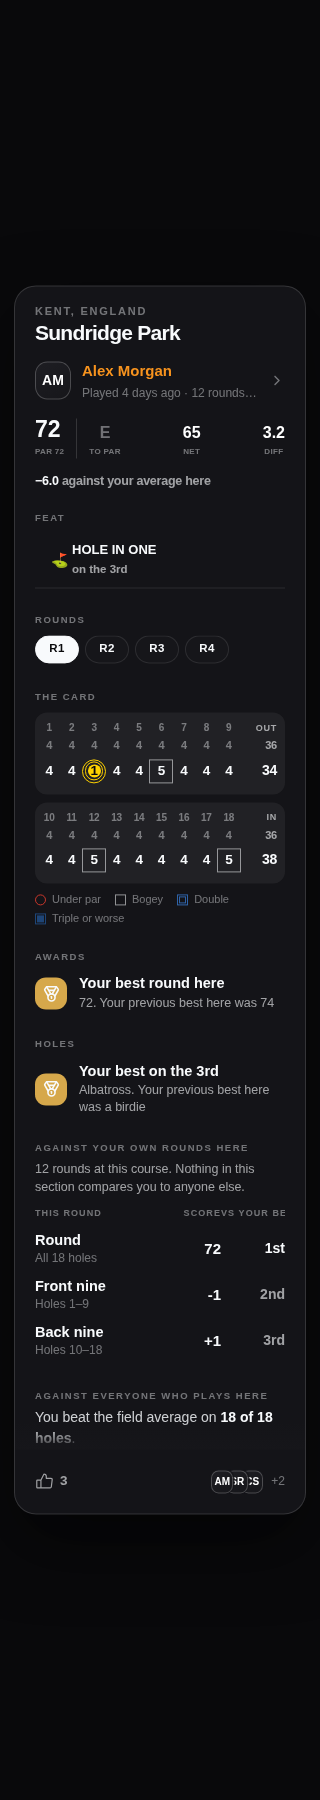 KENT, ENGLAND
Sundridge Park
AM
Alex Morgan
Played 4 days ago · 12 rounds…
72 E 65 3.2
PAR 72 TO PAR NET DIFF
−6.0 against your average here
FEAT
HOLE IN ONE
on the 3rd
ROUNDS
R1 R2 R3 R4
THE CARD
1 2 3 4 5 6 7 8 9 OUT
4 4 4 4 4 4 4 4 4 36
4 4 1 4 4 5 4 4 4 34
10 11 12 13 14 15 16 17 18 IN
4 4 4 4 4 4 4 4 4 36
4 4 5 4 4 4 4 4 5 38
Under par Bogey Double
Triple or worse
AWARDS
Your best round here
72. Your previous best here was 74
HOLES
Your best on the 3rd
Albatross. Your previous best here
was a birdie
AGAINST YOUR OWN ROUNDS HERE
12 rounds at this course. Nothing in this
section compares you to anyone else.
THIS ROUND SCORE VS YOUR BE
Round 72 1st
All 18 holes
Front nine -1 2nd
Holes 1–9
Back nine +1 3rd
Holes 10–18
AGAINST EVERYONE WHO PLAYS HERE
You beat the field average on 18 of 18
holes.
3 AM SR CS +2